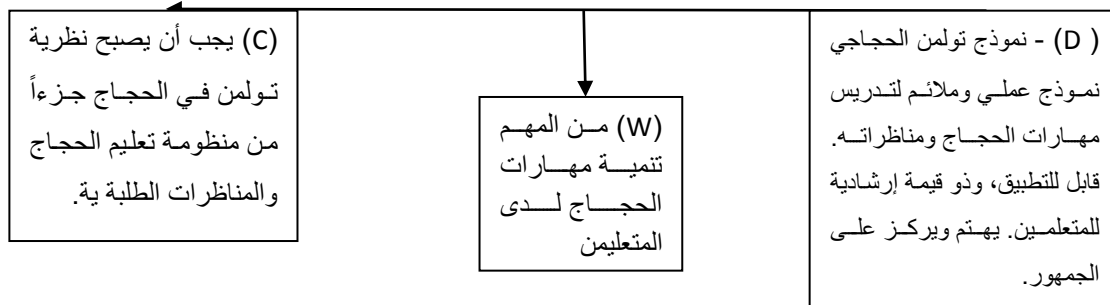 ( D ) - نموذج تولمن الحجاجي
نموذج عملي وملائم لتدريس
مهارات الحجاج ومناظراته.
قابل للتطبيق، وذو قيمة إرشادية
للمتعلمين. يهتم ويركز على
الجمهور.
(W) من المهم
تنمية مهارات
الحجاج لدى
المتعليمن
(C) يجب أن يصبح نظرية
تولمن في الحجاج جزءاً
من منظومة تعليم الحجاج
والمناظرات الطلبة ية.